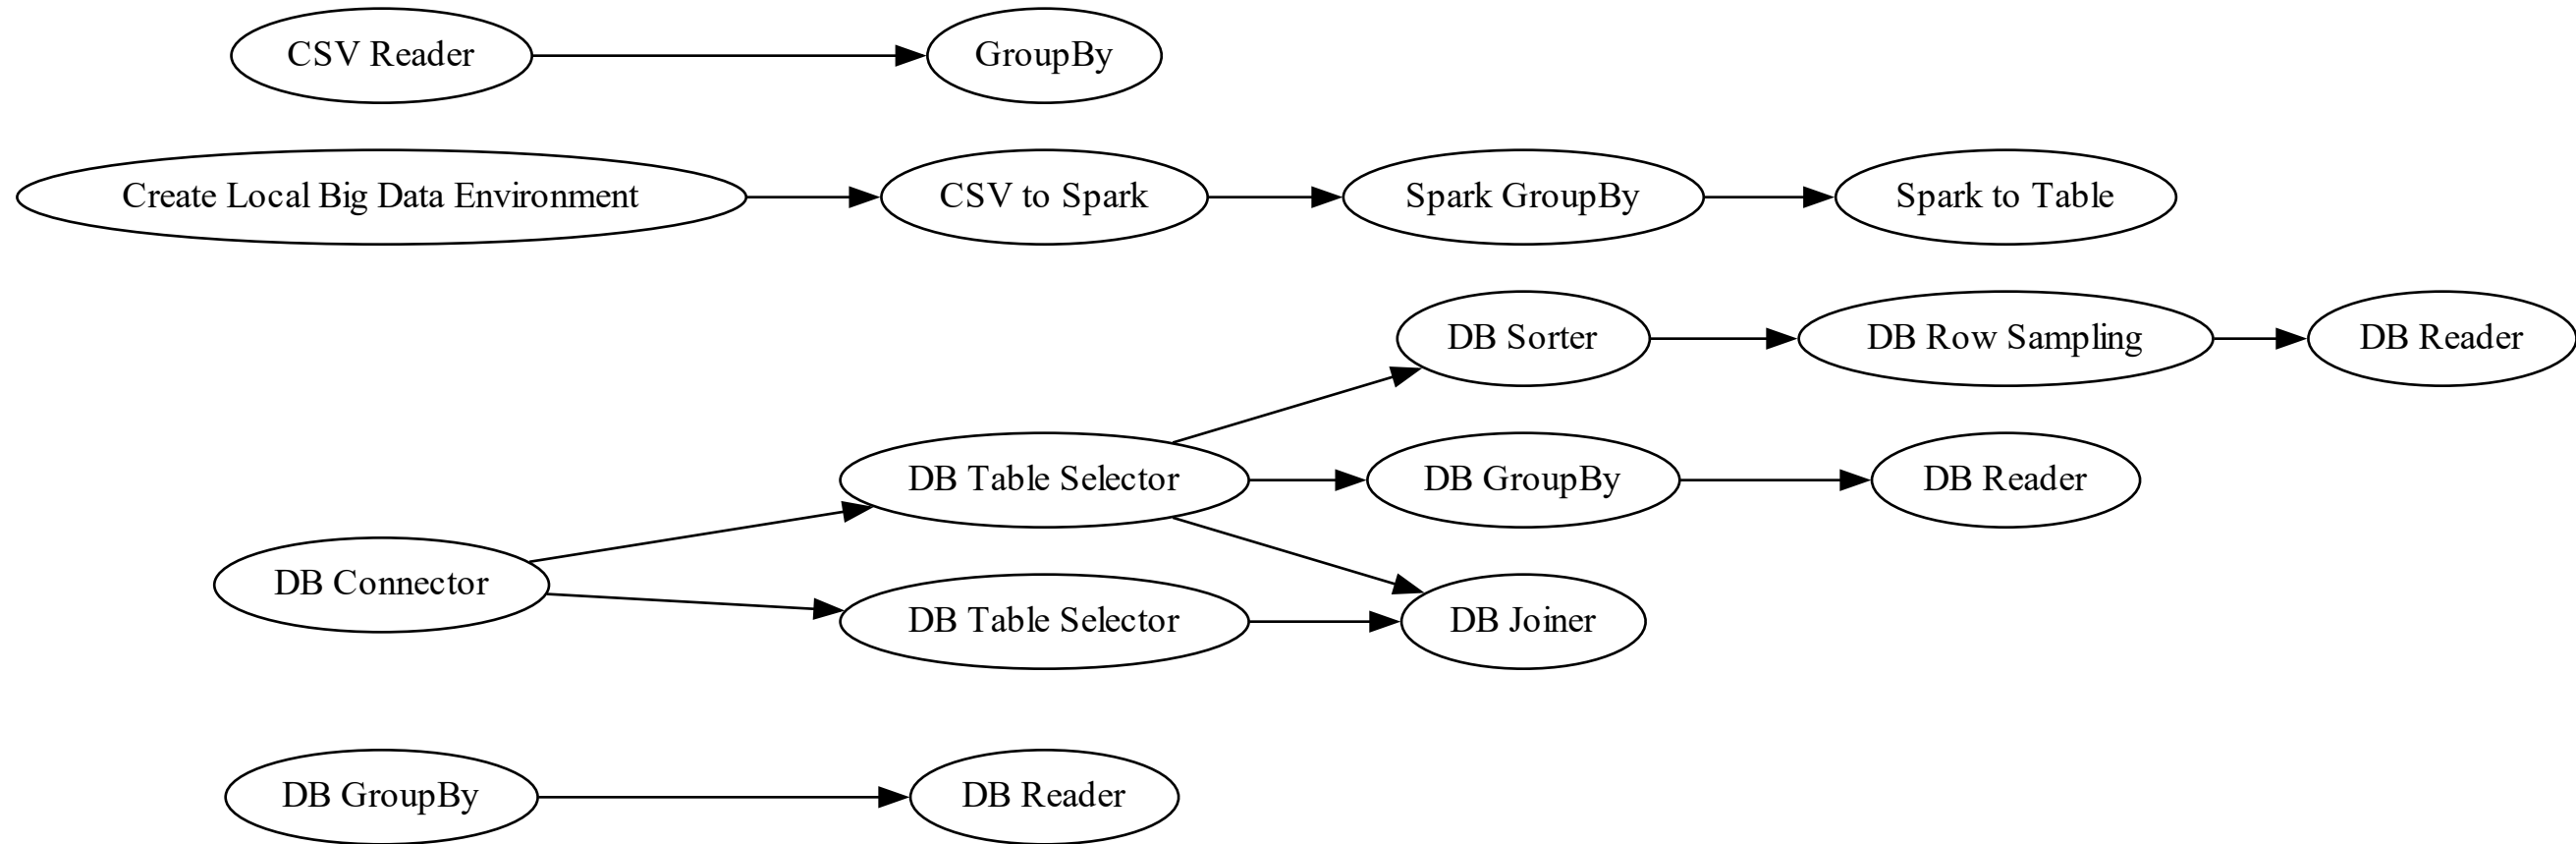 CSV Reader
GroupBy
Create Local Big Data Environment
CSV to Spark
Spark GroupBy
Spark to Table
DB Sorter
DB Row Sampling
DB Reader
DB Table Selector
DB GroupBy
DB Reader
DB Connector
DB Table Selector
DB Joiner
DB GroupBy
DB Reader